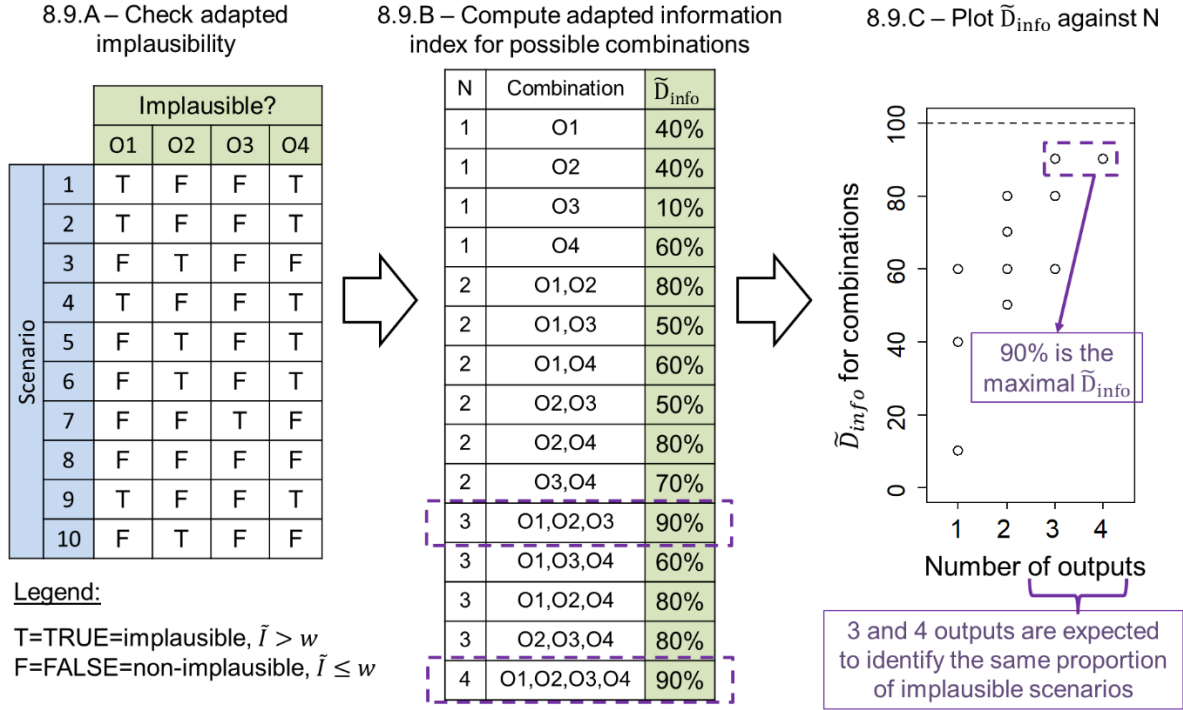 8.9.A – Check adapted
implausibility
Implausible?
O1 O2 O3 O4
Scenario
1 T F F T
2 T F F T
3 F T F F
4 T F F T
5 F T F T
6 F T F T
7 F F T F
8 F F F F
9 T F F T
10 F T F F
Legend:
T=TRUE=implausible, Ĩ > w
F=FALSE=non-implausible, Ĩ ≤ w
8.9.B – Compute adapted information
index for possible combinations
N Combination D̃info
1 O1 40%
1 O2 40%
1 O3 10%
1 O4 60%
2 O1,O2 80%
2 O1,O3 50%
2 O1,O4 60%
2 O2,O3 50%
2 O2,O4 80%
2 O3,O4 70%
3 O1,O2,O3 90%
3 O1,O3,O4 60%
3 O1,O2,O4 80%
3 O2,O3,O4 80%
4 O1,O2,O3,O4 90%
8.9.C – Plot D̃info against N
D̃info for combinations
100
80
60
40
20
0
90% is the
maximal D̃info
1 2 3 4
Number of outputs
3 and 4 outputs are expected
to identify the same proportion
of implausible scenarios